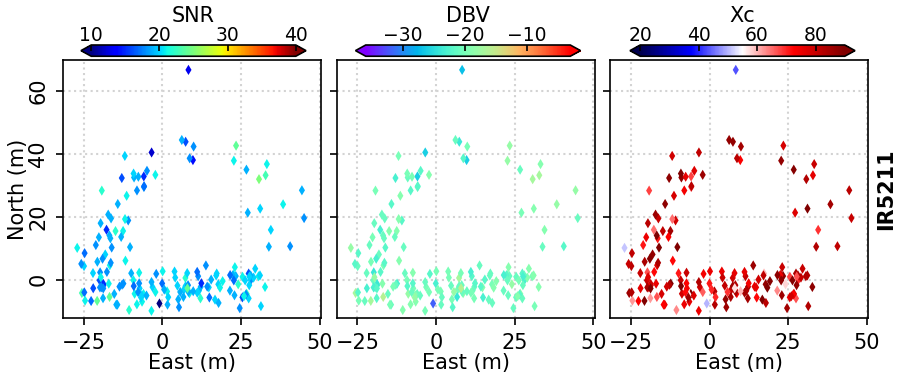 SNR DBV Xc
10 20 30 40 −30 −20 −10 20 40 60 80
60
40
20
0
North (m)
IR5211
−25 0 25 50 −25 0 25 50 −25 0 25 50
East (m) East (m) East (m)